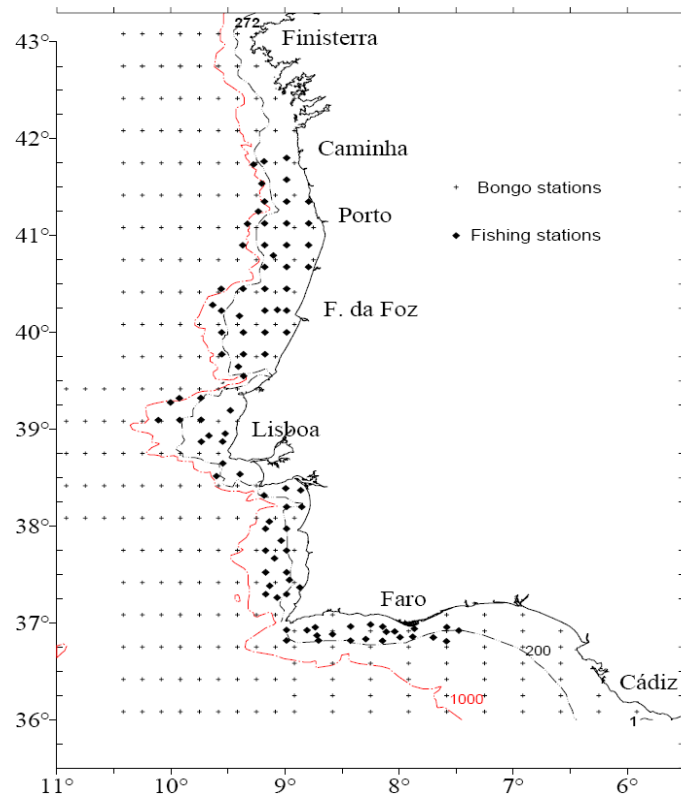 272
43°
Finisterra
42°
Caminha
+ Bongo stations
Porto
◆ Fishing stations
41°
F. da Foz
40°
39°
Lisboa
38°
37°
Faro
200
Cádiz
1000
1
36°
11° 10° 9° 8° 7° 6°